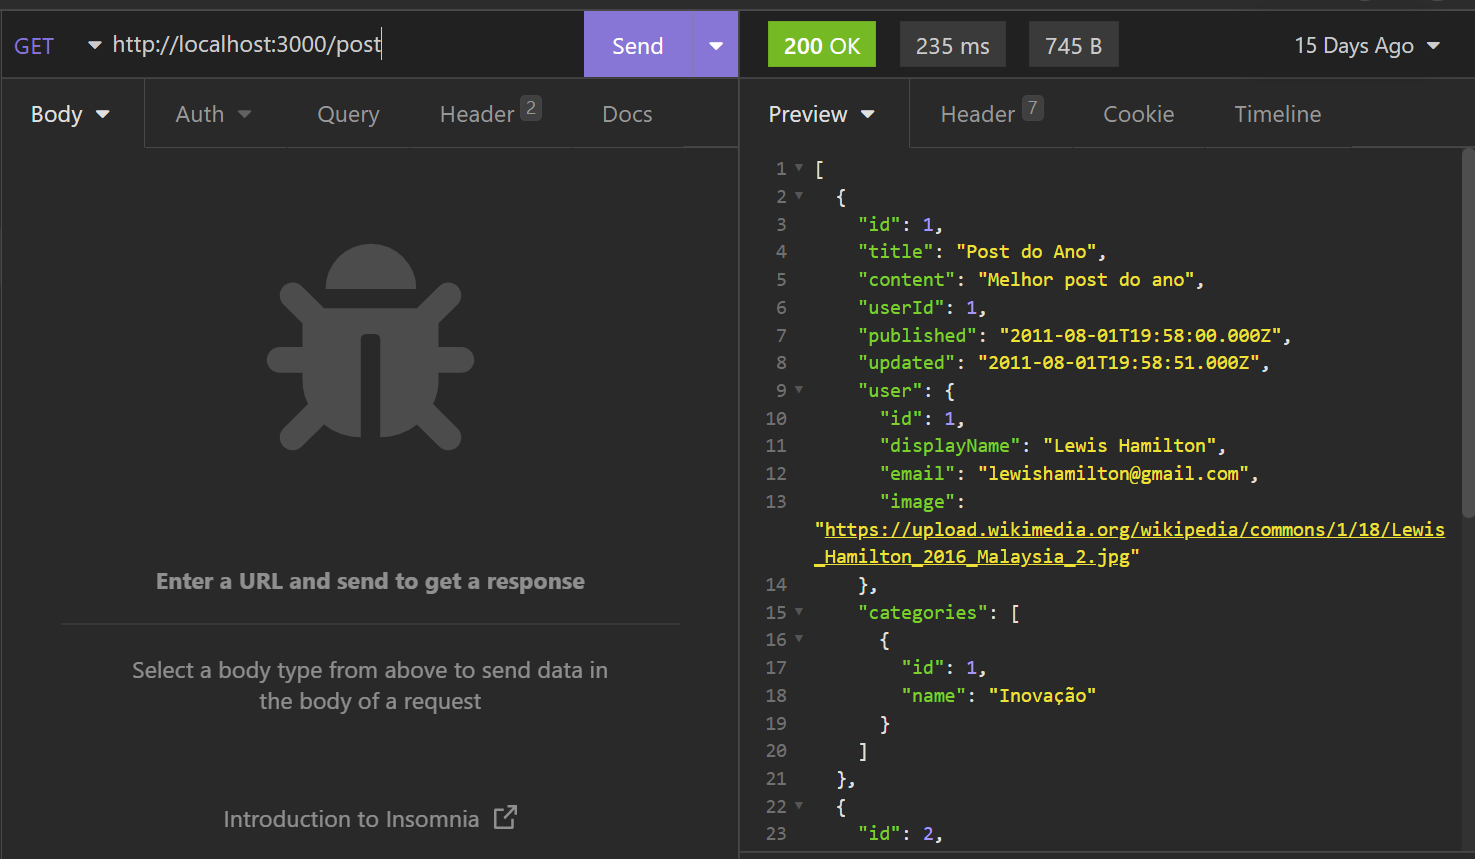 GET http://localhost:3000/post Send 200 OK 235 ms 745 B 15 Days Ago
Body Auth Query Header 2 Docs Preview Header 7 Cookie Timeline
Enter a URL and send to get a response
Select a body type from above to send data in
the body of a request
Introduction to Insomnia
1 [
2 {
3 "id": 1,
4 "title": "Post do Ano",
5 "content": "Melhor post do ano",
6 "userId": 1,
7 "published": "2011-08-01T19:58:00.000Z",
8 "updated": "2011-08-01T19:58:51.000Z",
9 "user": {
10 "id": 1,
11 "displayName": "Lewis Hamilton",
12 "email": "lewishamilton@gmail.com",
13 "image":
"https://upload.wikimedia.org/wikipedia/commons/1/18/Lewis
_Hamilton_2016_Malaysia_2.jpg"
14 },
15 "categories": [
16 {
17 "id": 1,
18 "name": "Inovação"
19 }
20 ]
21 },
22 {
23 "id": 2,